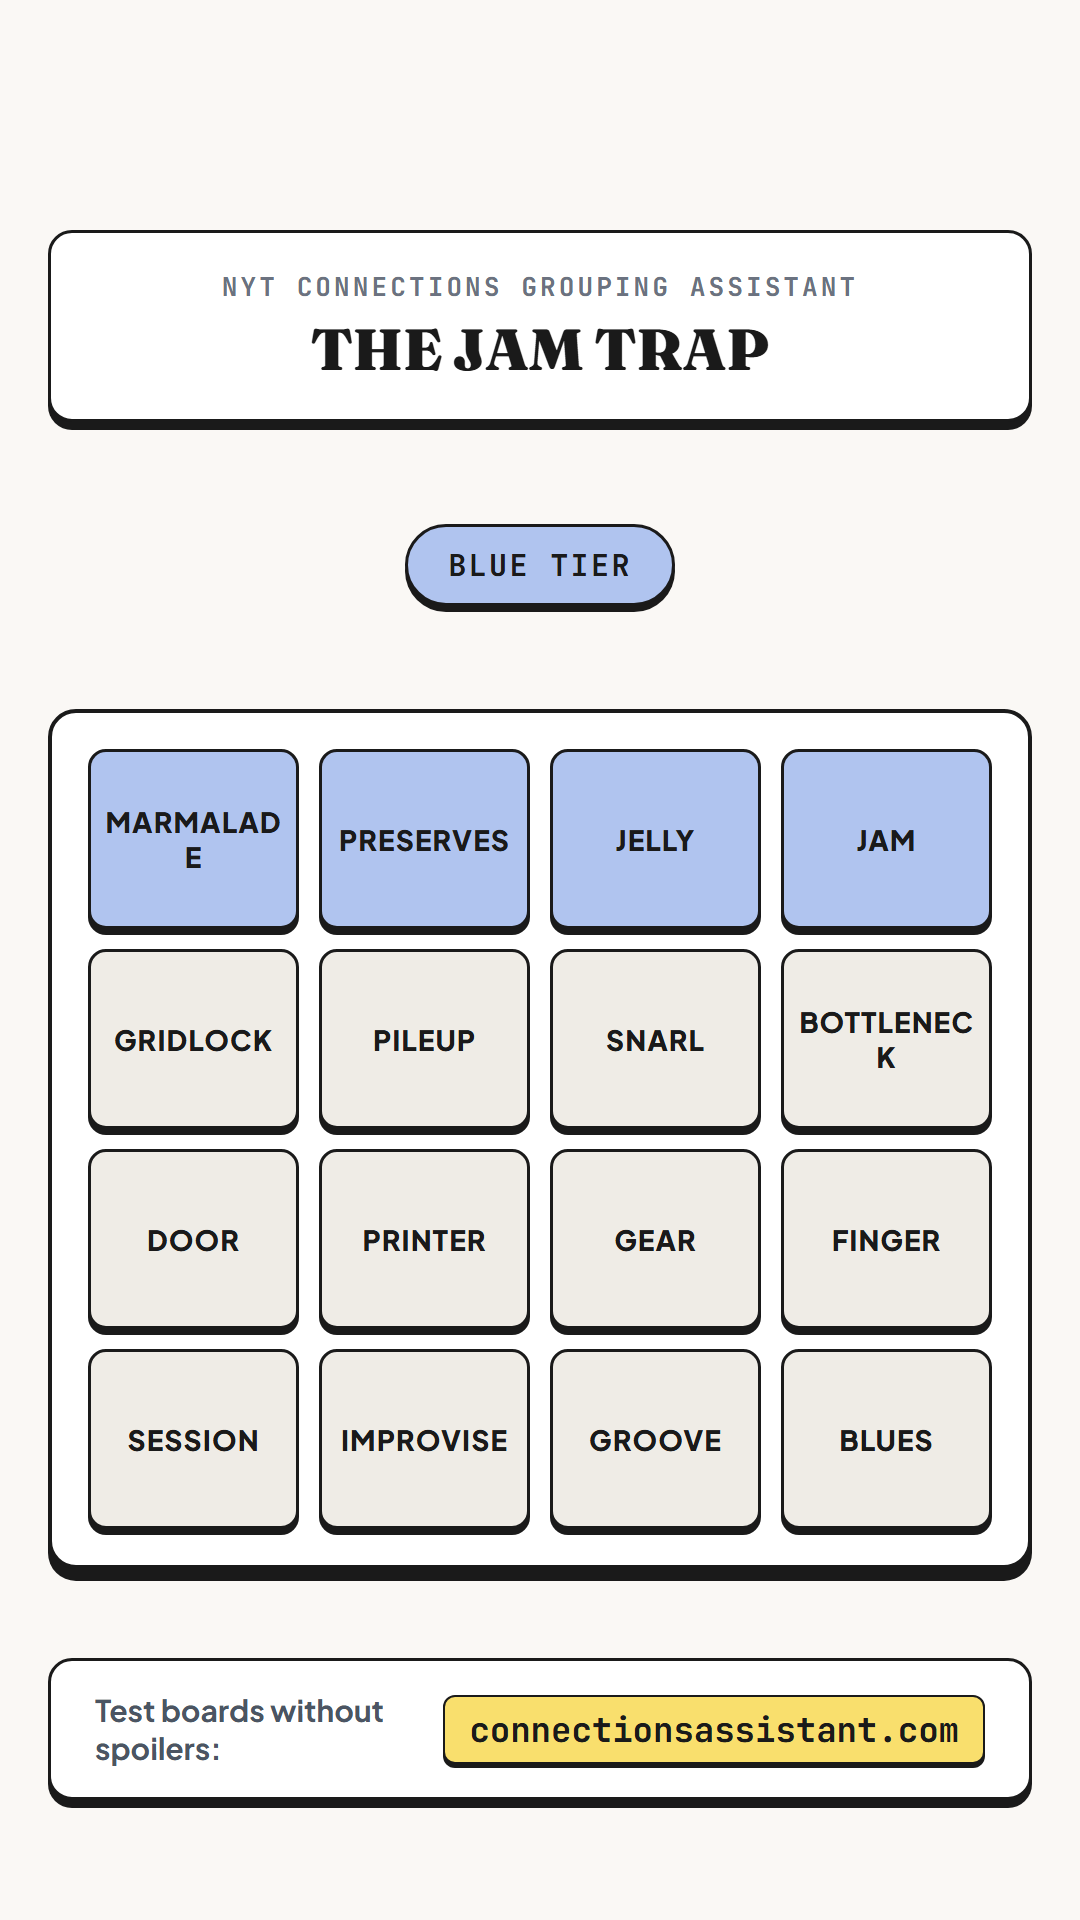 NYT CONNECTIONS GROUPING ASSISTANT
THE JAM TRAP
BLUE TIER
MARMALAD
E
PRESERVES
JELLY
JAM
GRIDLOCK
PILEUP
SNARL
BOTTLENEC
K
DOOR
PRINTER
GEAR
FINGER
SESSION
IMPROVISE
GROOVE
BLUES
Test boards without
spoilers:
connectionsassistant.com